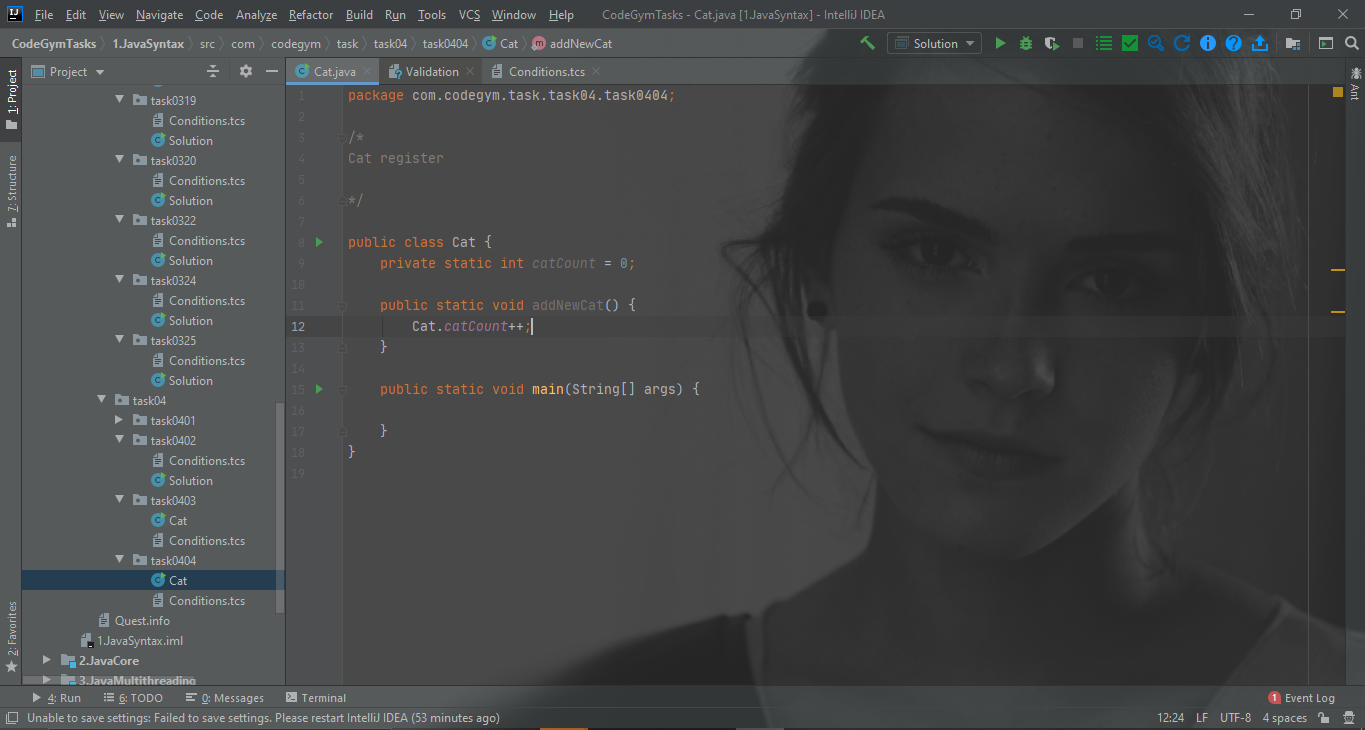 IJ File Edit View Navigate Code Analyze Refactor Build Run Tools VCS Window Help CodeGymTasks - Cat.java [1.JavaSyntax] - IntelliJ IDEA
CodeGymTasks 1.JavaSyntax src com codegym task task04 task0404 Cat addNewCat Solution
Project
Cat.java Validation Conditions.tcs
1: Project
7: Structure
2: Favorites
Ant
task0319
Conditions.tcs
Solution
task0320
Conditions.tcs
Solution
task0322
Conditions.tcs
Solution
task0324
Conditions.tcs
Solution
task0325
Conditions.tcs
Solution
task04
task0401
task0402
Conditions.tcs
Solution
task0403
Cat
Conditions.tcs
task0404
Cat
Conditions.tcs
Quest.info
1.JavaSyntax.iml
2.JavaCore
3.JavaMultithreading
1 package com.codegym.task.task04.task0404;
2
3 /*
4 Cat register
5
6 */
7
8 public class Cat {
9 private static int catCount = 0;
10
11 public static void addNewCat() {
12 Cat.catCount++;
13 }
14
15 public static void main(String[] args) {
16
17 }
18 }
19
4: Run 6: TODO 0: Messages Terminal 1 Event Log
Unable to save settings: Failed to save settings. Please restart IntelliJ IDEA (53 minutes ago) 12:24 LF UTF-8 4 spaces